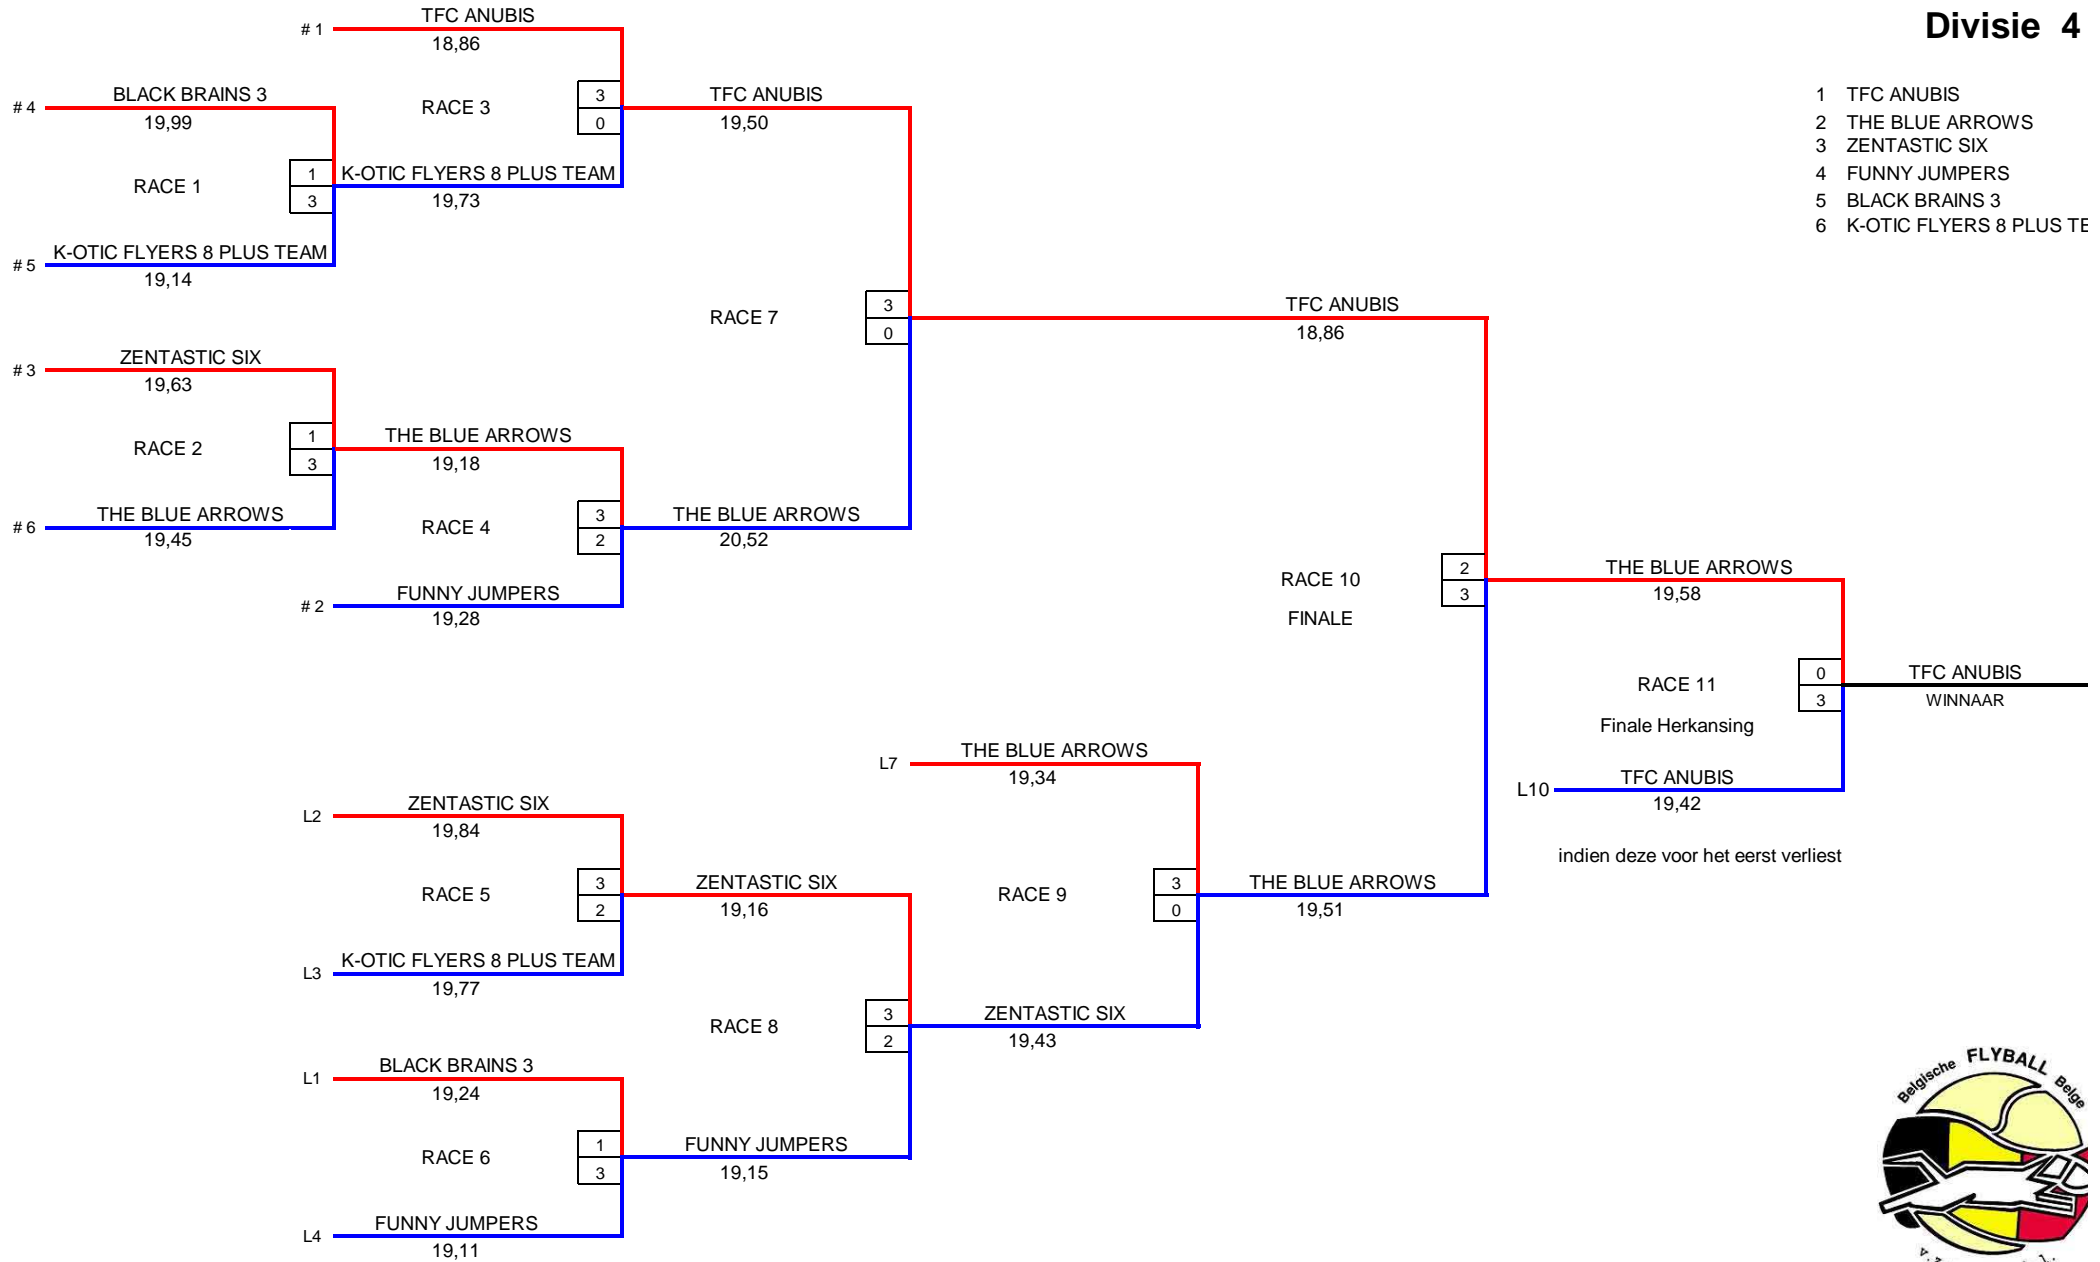 Divisie 4
1 TFC ANUBIS
2 THE BLUE ARROWS
3 ZENTASTIC SIX
4 FUNNY JUMPERS
5 BLACK BRAINS 3
6 K-OTIC FLYERS 8 PLUS
# 1 TFC ANUBIS
18,86
# 4 BLACK BRAINS 3
19,99
RACE 3
3
0
TFC ANUBIS
19,50
RACE 1
1
3
K-OTIC FLYERS 8 PLUS TEAM
19,73
# 5 K-OTIC FLYERS 8 PLUS TEAM
19,14
RACE 7
3
0
TFC ANUBIS
18,86
# 3 ZENTASTIC SIX
19,63
RACE 2
1
3
THE BLUE ARROWS
19,18
# 6 THE BLUE ARROWS
19,45
RACE 4
3
2
THE BLUE ARROWS
20,52
# 2 FUNNY JUMPERS
19,28
RACE 10
FINALE
2
3
THE BLUE ARROWS
19,58
RACE 11
Finale Herkansing
0
3
TFC ANUBIS
WINNAAR
L10 TFC ANUBIS
19,42
indien deze voor het eerst verliest
L7 THE BLUE ARROWS
19,34
L2 ZENTASTIC SIX
19,84
RACE 5
3
2
ZENTASTIC SIX
19,16
RACE 9
3
0
THE BLUE ARROWS
19,51
L3 K-OTIC FLYERS 8 PLUS TEAM
19,77
RACE 8
3
2
ZENTASTIC SIX
19,43
L1 BLACK BRAINS 3
19,24
RACE 6
1
3
FUNNY JUMPERS
19,15
L4 FUNNY JUMPERS
19,11
Belgische FLYBALL Belge